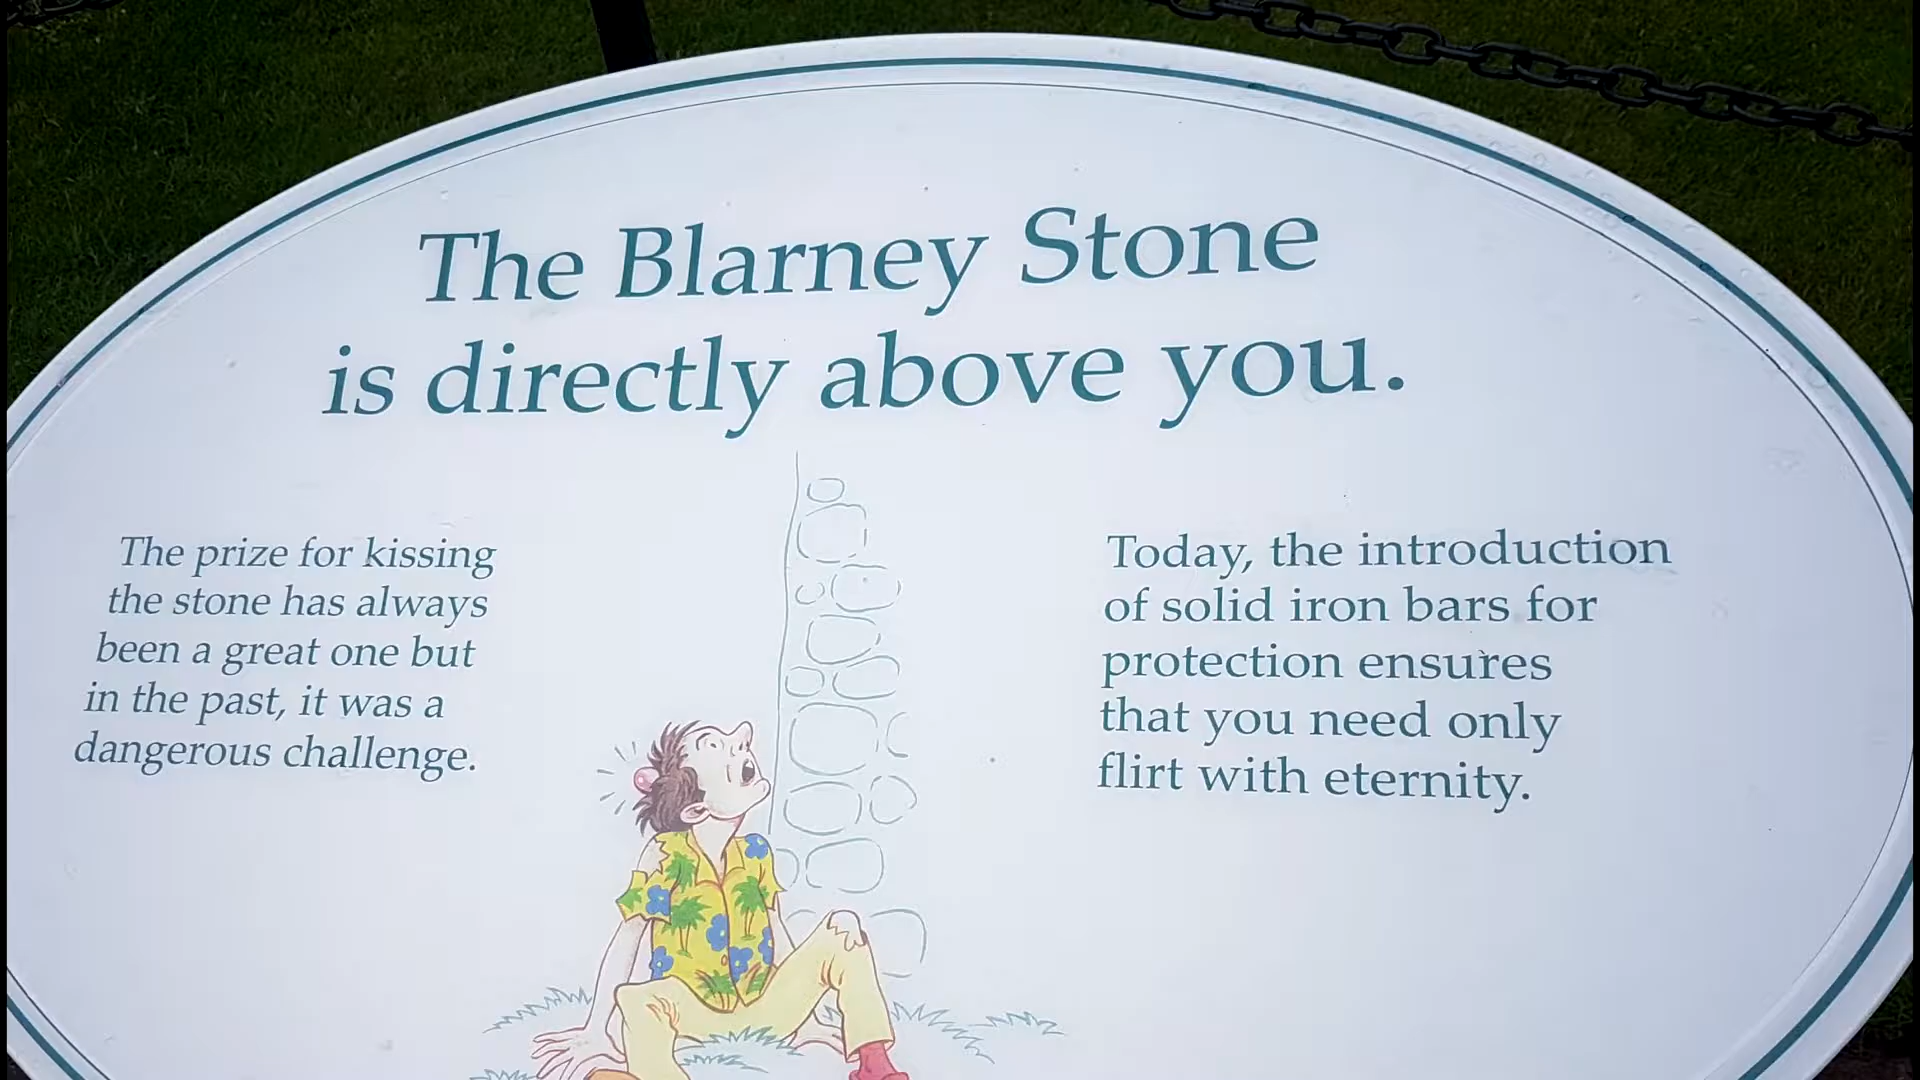 The Blarney Stone
is directly above you.
The prize for kissing
the stone has always
been a great one but
in the past, it was a
dangerous challenge.
Today, the introduction
of solid iron bars for
protection ensures
that you need only
flirt with eternity.